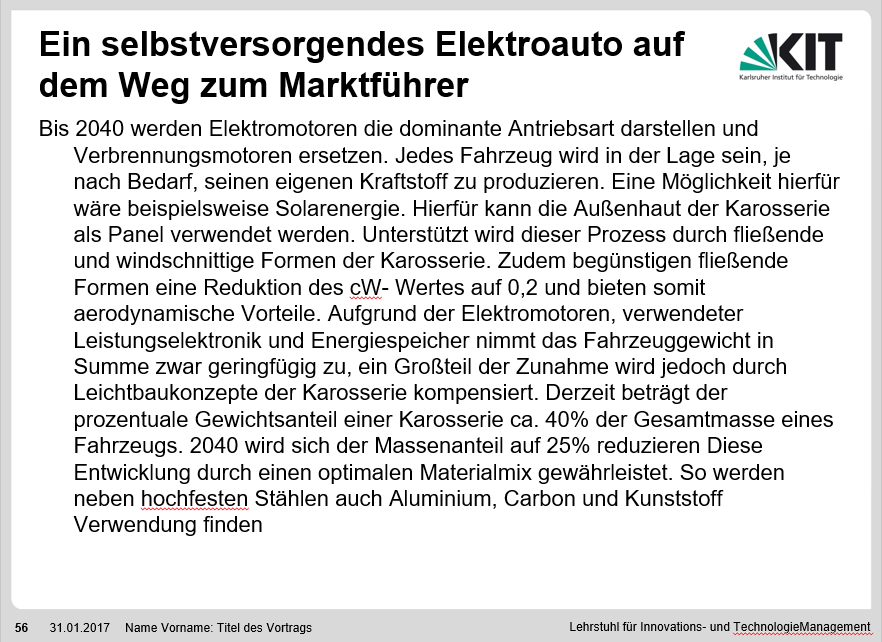 Ein selbstversorgendes Elektroauto auf
dem Weg zum Marktführer
KIT
Karlsruher Institut für Technologie
Bis 2040 werden Elektromotoren die dominante Antriebsart darstellen und
Verbrennungsmotoren ersetzen. Jedes Fahrzeug wird in der Lage sein, je
nach Bedarf, seinen eigenen Kraftstoff zu produzieren. Eine Möglichkeit hierfür
wäre beispielsweise Solarenergie. Hierfür kann die Außenhaut der Karosserie
als Panel verwendet werden. Unterstützt wird dieser Prozess durch fließende
und windschnittige Formen der Karosserie. Zudem begünstigen fließende
Formen eine Reduktion des cW- Wertes auf 0,2 und bieten somit
aerodynamische Vorteile. Aufgrund der Elektromotoren, verwendeter
Leistungselektronik und Energiespeicher nimmt das Fahrzeuggewicht in
Summe zwar geringfügig zu, ein Großteil der Zunahme wird jedoch durch
Leichtbaukonzepte der Karosserie kompensiert. Derzeit beträgt der
prozentuale Gewichtsanteil einer Karosserie ca. 40% der Gesamtmasse eines
Fahrzeugs. 2040 wird sich der Massenanteil auf 25% reduzieren Diese
Entwicklung durch einen optimalen Materialmix gewährleistet. So werden
neben hochfesten Stählen auch Aluminium, Carbon und Kunststoff
Verwendung finden
56 31.01.2017 Name Vorname: Titel des Vortrags Lehrstuhl für Innovations- und TechnologieManagement